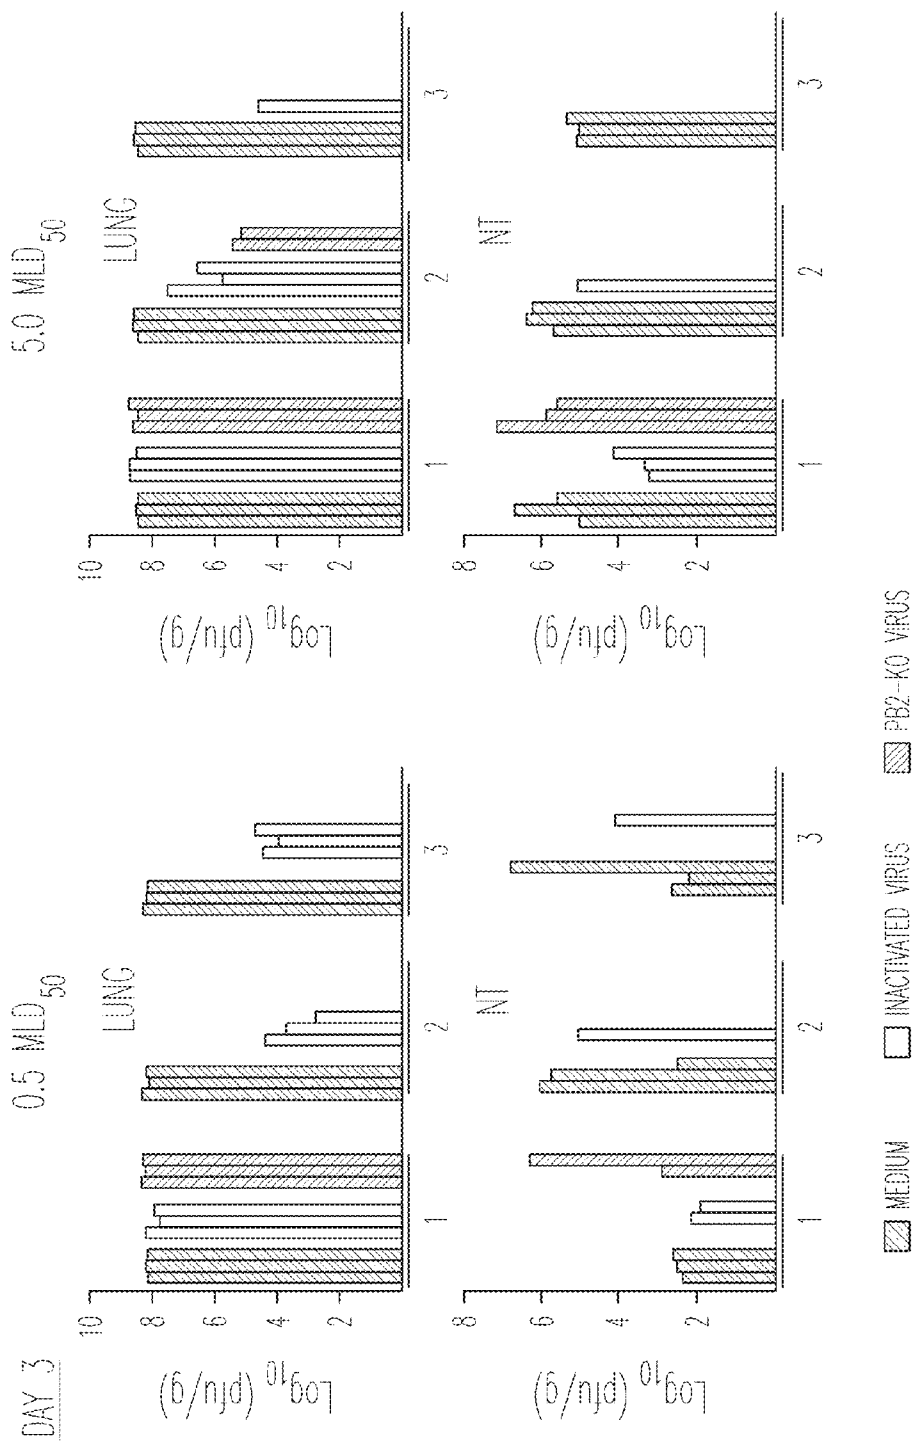 DAY 3
0.5 MLD50
LUNG
Log10 (pfu/g)
10
8
6
4
2
1
2
3
NT
Log10 (pfu/g)
8
6
4
2
1
2
3
5.0 MLD50
LUNG
Log10 (pfu/g)
10
8
6
4
2
1
2
3
NT
Log10 (pfu/g)
8
6
4
2
1
2
3
MEDIUM
INACTIVATED VIRUS
PB2-KO VIRUS